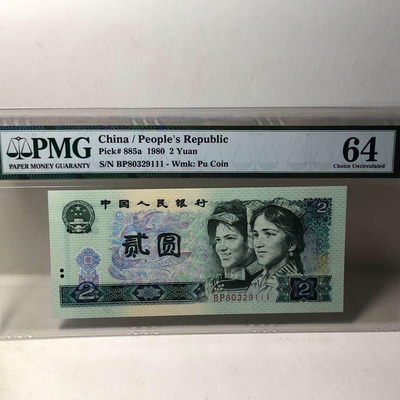 PMG
PAPER MONEY GUARANTY
China / People's Republic
Pick# 885a 1980 2 Yuan
S/N BP80329111 - Wmk: Pu Coin
64
Choice Uncirculated
中国人民银行
2
贰圆
BP80329111
2
2